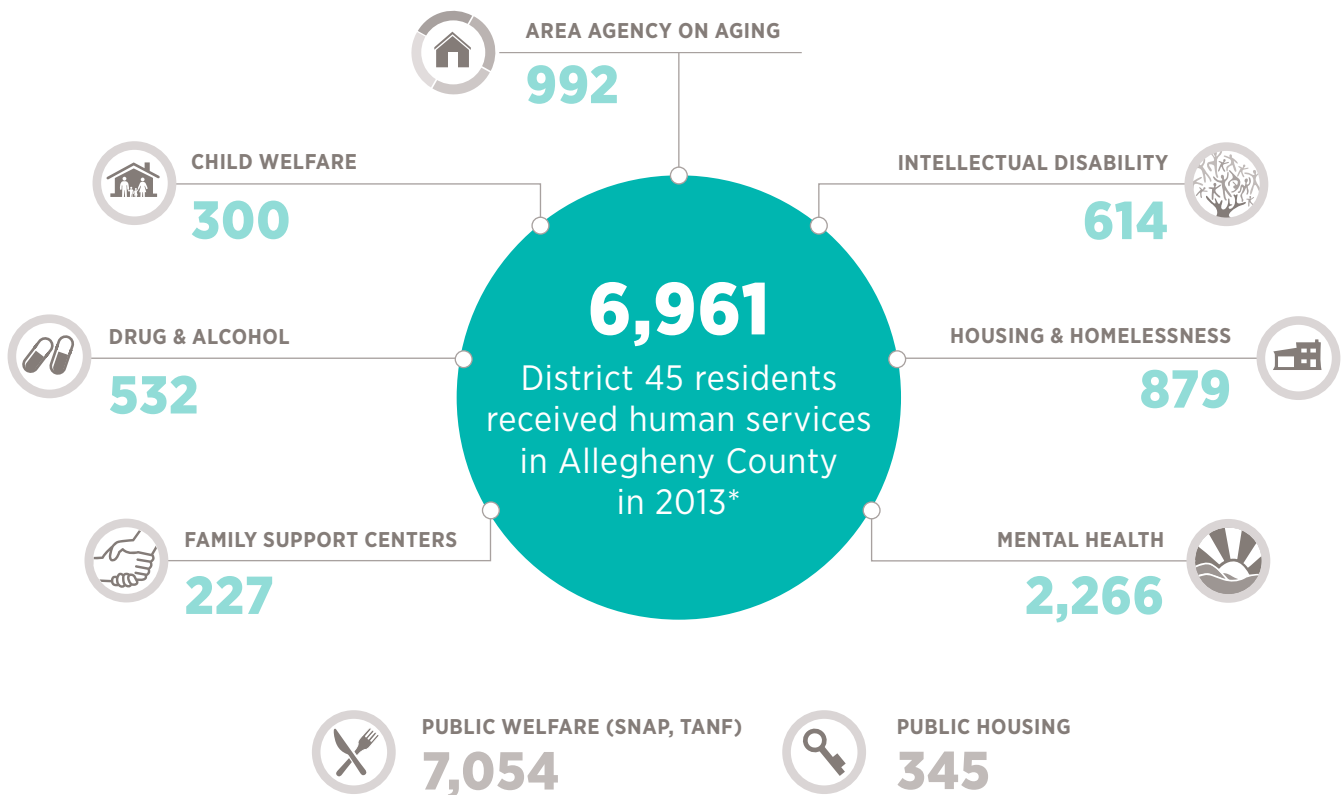 AREA AGENCY ON AGING
992
CHILD WELFARE
300
INTELLECTUAL DISABILITY
614
6,961
District 45 residents
received human services
in Allegheny County
in 2013*
DRUG & ALCOHOL
532
HOUSING & HOMELESSNESS
879
FAMILY SUPPORT CENTERS
227
MENTAL HEALTH
2,266
PUBLIC WELFARE (SNAP, TANF)
7,054
PUBLIC HOUSING
345